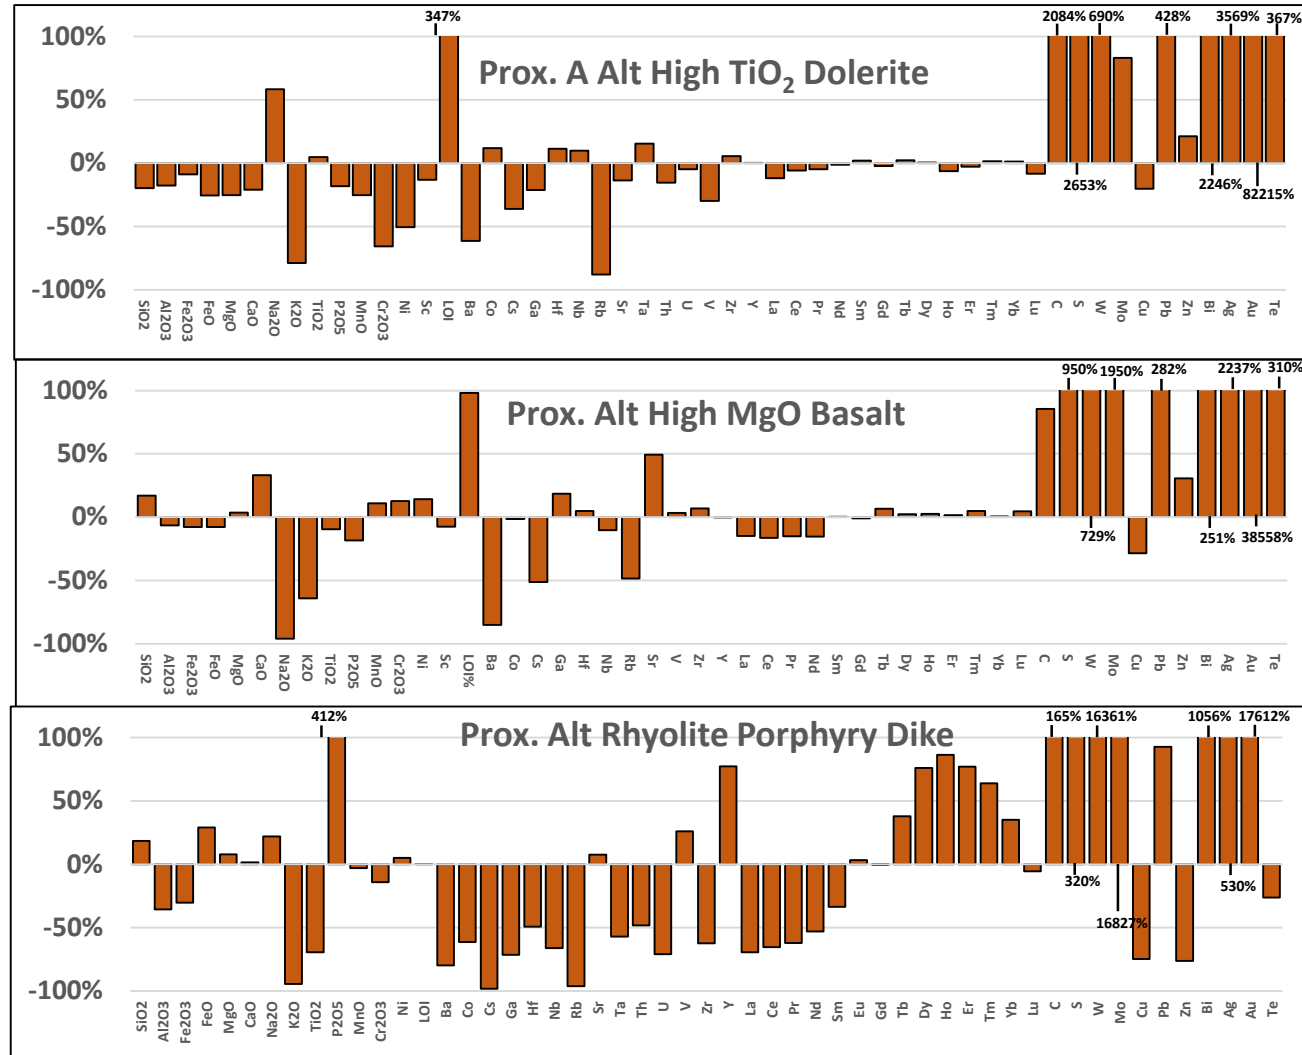 347% 2084% 690% 428% 3569% 367%
100%
Prox. A Alt High TiO₂ Dolerite
50%
0%
2653% 2246% 82215%
-50%
-100%
SiO2 Al2O3 Fe2O3 FeO MgO CaO Na2O K2O TiO2 P2O5 MnO Cr2O3 Ni Sc LOI Ba Co Cs Ga Hf Nb Rb Sr Ta Th U V Zr Y La Ce Pr Nd Sm Gd Tb Dy Ho Er Tm Yb Lu C S W Mo Cu Pb Zn Bi Ag Au Te
950% 1950% 282% 2237% 310%
100%
Prox. Alt High MgO Basalt
50%
0%
729% 251% 38558%
-50%
-100%
SiO2 Al2O3 Fe2O3 FeO MgO CaO Na2O K2O TiO2 P2O5 MnO Cr2O3 Ni Sc LOI% Ba Co Cs Ga Hf Nb Rb Sr V Zr Y La Ce Pr Nd Sm Gd Tb Dy Ho Er Tm Yb Lu C S W Mo Cu Pb Zn Bi Ag Au Te
412% 165% 16361% 1056% 17612%
100%
Prox. Alt Rhyolite Porphyry Dike
50%
0%
320% 530%
16827%
-50%
-100%
SiO2 Al2O3 Fe2O3 FeO MgO CaO Na2O K2O TiO2 P2O5 MnO Cr2O3 Ni LOI Ba Co Cs Ga Hf Nb Rb Sr Ta Th U V Zr Y La Ce Pr Nd Sm Eu Gd Tb Dy Ho Er Tm Yb Lu C S W Mo Cu Pb Zn Bi Ag Au Te